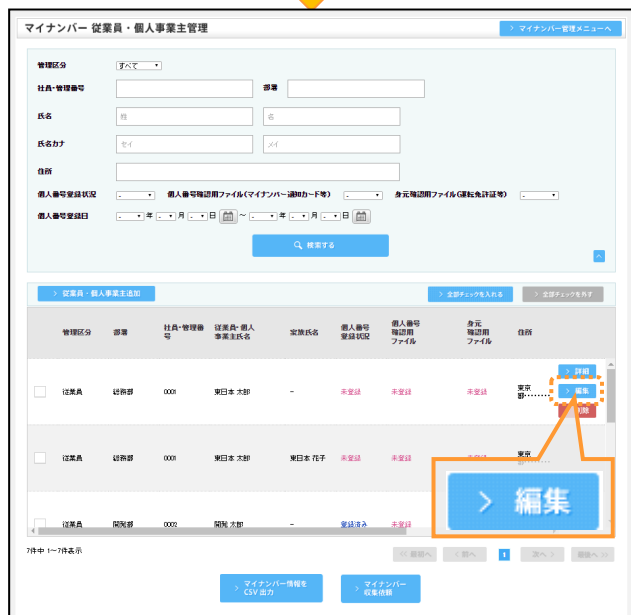 マイナンバー 従業員・個人事業主管理
> マイナンバー管理メニューへ
管理区分 すべて
社員・管理番号 部署
氏名 姓 名
氏名カナ セイ メイ
住所
個人番号登録状況 - 個人番号確認用ファイル(マイナンバー通知カード等) - 身元確認用ファイル(運転免許証等) -
個人番号登録日 - 年 - 月 - 日 ~ - 年 - 月 - 日
検索する
> 従業員・個人事業主追加 > 全部チェックを入れる > 全部チェックを外す
管理区分 部署 社員・管理番号 従業員・個人事業主氏名 家族氏名 個人番号登録状況 個人番号確認用ファイル 身元確認用ファイル 住所
> 詳細
従業員 総務部 0001 東日本 太郎 - 未登録 未登録 未登録 東京都········ > 編集
削除
従業員 総務部 0001 東日本 太郎 東日本 花子 未登録 未登録 東京
> 編集
従業員 開発部 0002 開発 太郎 - 登録済み 未登録
7件中 1~7件表示
<< 最初へ < 前へ 1 次へ > 最後へ >>
> マイナンバー情報を
CSV 出力
> マイナンバー
収集依頼